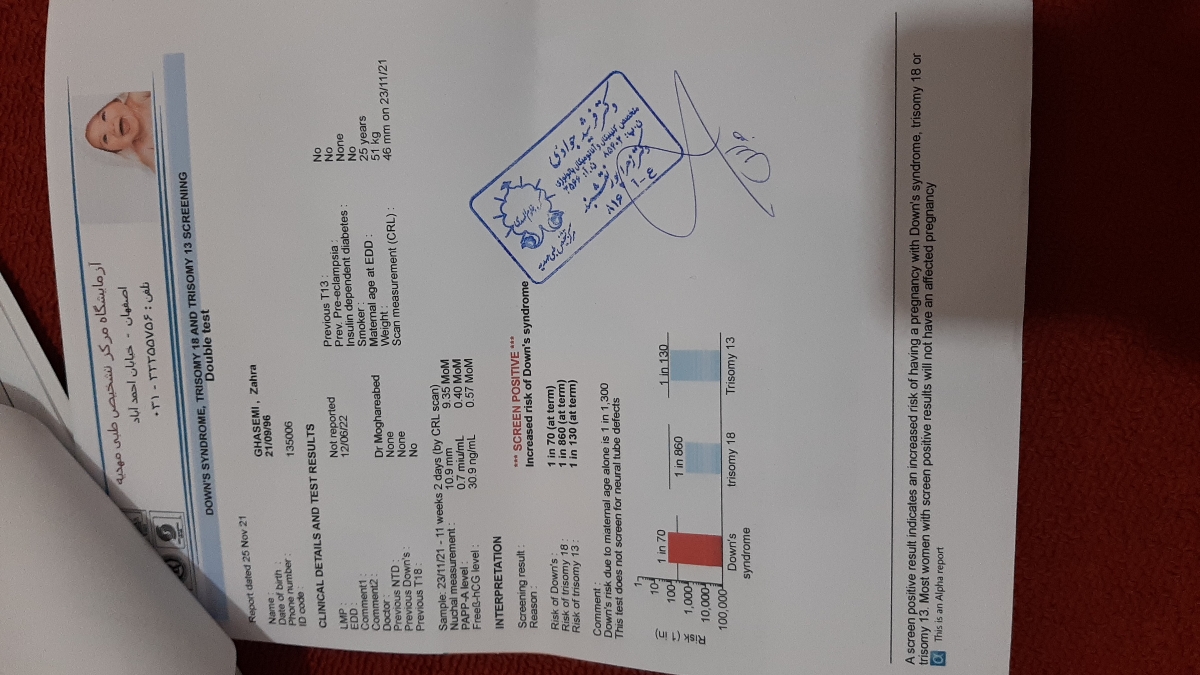 آزمایشگاه مرکز تشخیص طبی مهدیه
اصفهان - خیابان احمد آباد
تلفن : ۳۲۲۵۵۷۵۶ - ۰۳۱
DOWN'S SYNDROME, TRISOMY 18 AND TRISOMY 13 SCREENING
Double test
Report dated 25 Nov 21
Name : GHASEMI , Zahra
Date of birth : 21/09/96
Phone number :
ID code : 135006
CLINICAL DETAILS AND TEST RESULTS
LMP : Not reported Previous T13 : No
EDD : 12/06/22 Prev. Pre-eclampsia : No
Comment1 : Insulin dependent diabetes : None
Comment2 : Smoker : No
Doctor : Dr Moghareabed Maternal age at EDD : 25 years
Previous NTD : None Weight : 51 kg
Previous Down's : None Scan measurement (CRL) : 46 mm on 23/11/21
Previous T18 : No
Sample: 23/11/21 - 11 weeks 2 days (by CRL scan)
Nuchal measurement : 10.9 mm 9.35 MoM
PAPP-A level : 0.7 miu/mL 0.40 MoM
Freeß-hCG level : 30.9 ng/mL 0.57 MoM
INTERPRETATION
Screening result : *** SCREEN POSITIVE ***
Reason : Increased risk of Down's syndrome
Risk of Down's : 1 in 70 (at term)
Risk of trisomy 18 : 1 in 860 (at term)
Risk of trisomy 13 : 1 in 130 (at term)
Comment :
Down's risk due to maternal age alone is 1 in 1,300
This test does not screen for neural tube defects
Risk (1 in)
1
10
100
1,000
10,000
100,000
1 in 70
1 in 860
1 in 130
Down's syndrome
trisomy 18
Trisomy 13
دکتر فرشید جوادی
متخصص کلینیکال و آناتومیکال پاتولوژی
A screen positive result indicates an increased risk of having a pregnancy with Down's syndrome, trisomy 18 or
trisomy 13. Most women with screen positive results will not have an affected pregnancy
α This is an Alpha report